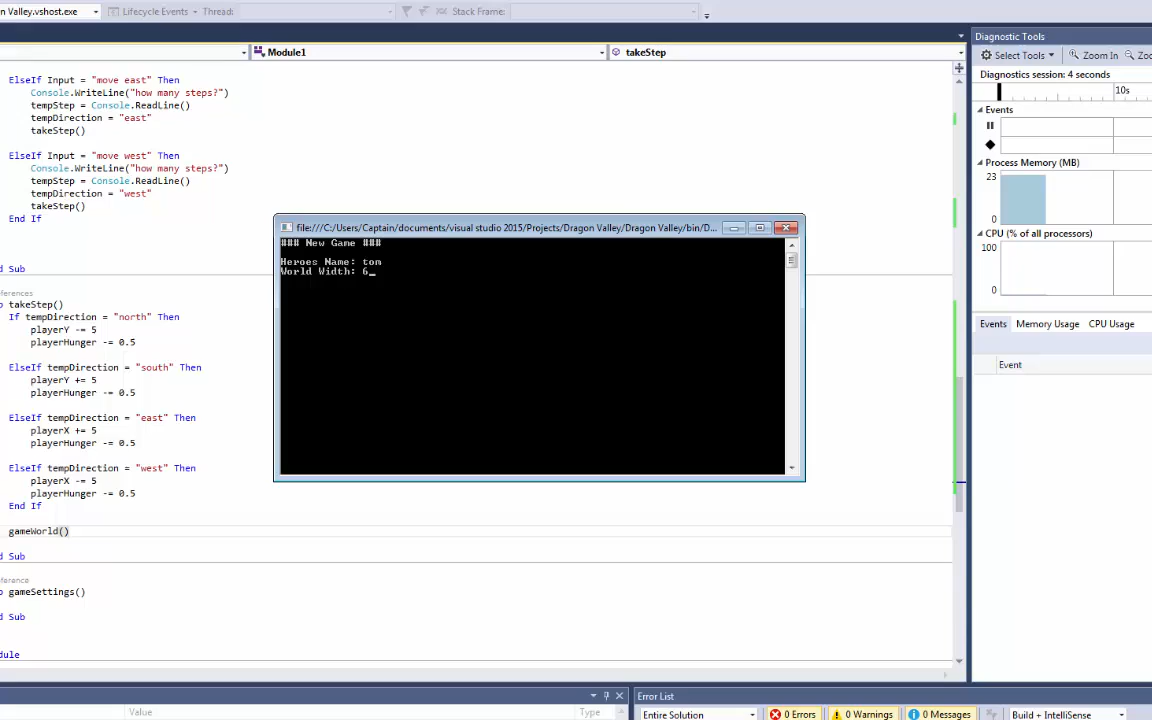 n Valley.vshost.exe Lifecycle Events Thread: Stack Frame:
Module1 takeStep
ElseIf Input = "move east" Then
Console.WriteLine("how many steps?")
tempStep = Console.ReadLine()
tempDirection = "east"
takeStep()
ElseIf Input = "move west" Then
Console.WriteLine("how many steps?")
tempStep = Console.ReadLine()
tempDirection = "west"
takeStep()
End If
d Sub
ferences
o takeStep()
If tempDirection = "north" Then
playerY -= 5
playerHunger -= 0.5
ElseIf tempDirection = "south" Then
playerY += 5
playerHunger -= 0.5
ElseIf tempDirection = "east" Then
playerX += 5
playerHunger -= 0.5
ElseIf tempDirection = "west" Then
playerX -= 5
playerHunger -= 0.5
End If
gameWorld()
d Sub
ference
o gameSettings()
d Sub
dule
file:///C:/Users/Captain/documents/visual studio 2015/Projects/Dragon Valley/Dragon Valley/bin/D...
### New Game ###
Heroes Name: tom
World Width: 6_
Diagnostic Tools
Select Tools Zoom In Zoo
Diagnostics session: 4 seconds
10s
Events
Process Memory (MB)
23
0
CPU (% of all processors)
100
0
Events Memory Usage CPU Usage
Event
Value Type
Error List
Entire Solution 0 Errors 0 Warnings 0 Messages Build + IntelliSense